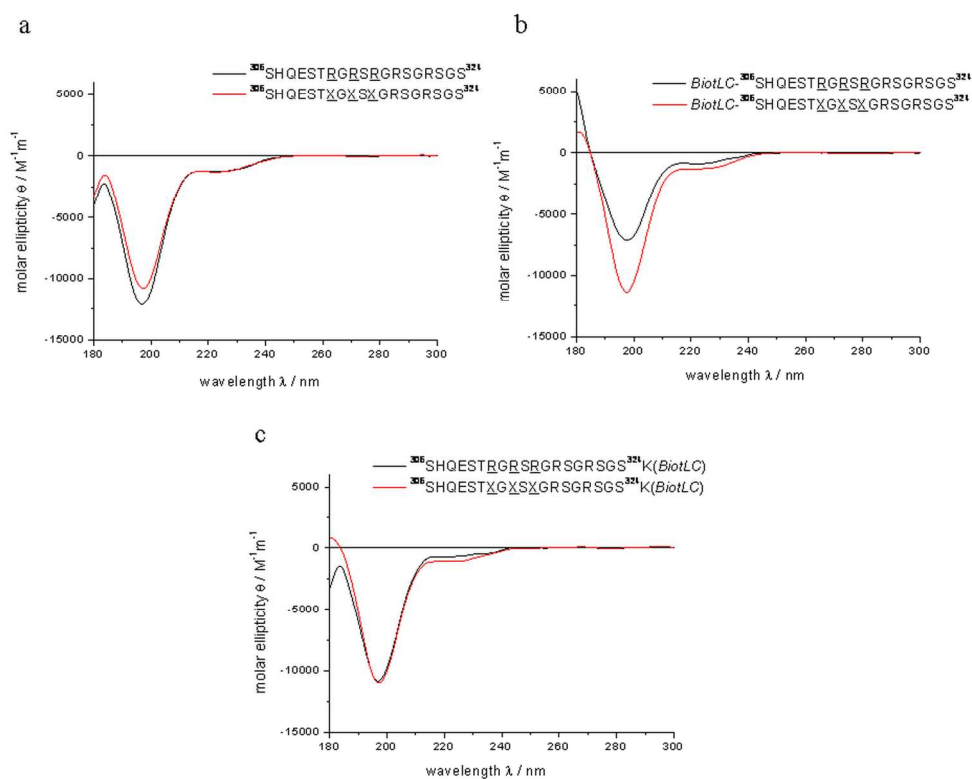 a
³⁰⁶SHQESTRGRSRGRSGRSGS³²⁴
³⁰⁶SHQESTXGXSXGRSGRSGS³²⁴
5000
0
-5000
-10000
-15000
molar ellipticity θ / M⁻¹m⁻¹
180 200 220 240 260 280 300
wavelength λ / nm
b
BiotLC-³⁰⁶SHQESTRGRSRGRSGRSGS³²⁴
BiotLC-³⁰⁶SHQESTXGXSXGRSGRSGS³²⁴
5000
0
-5000
-10000
-15000
molar ellipticity θ / M⁻¹m⁻¹
180 200 220 240 260 280 300
wavelength λ / nm
c
³⁰⁶SHQESTRGRSRGRSGRSGS³²⁴K(BiotLC)
³⁰⁶SHQESTXGXSXGRSGRSGS³²⁴K(BiotLC)
5000
0
-5000
-10000
-15000
molar ellipticity θ / M⁻¹m⁻¹
180 200 220 240 260 280 300
wavelength λ / nm